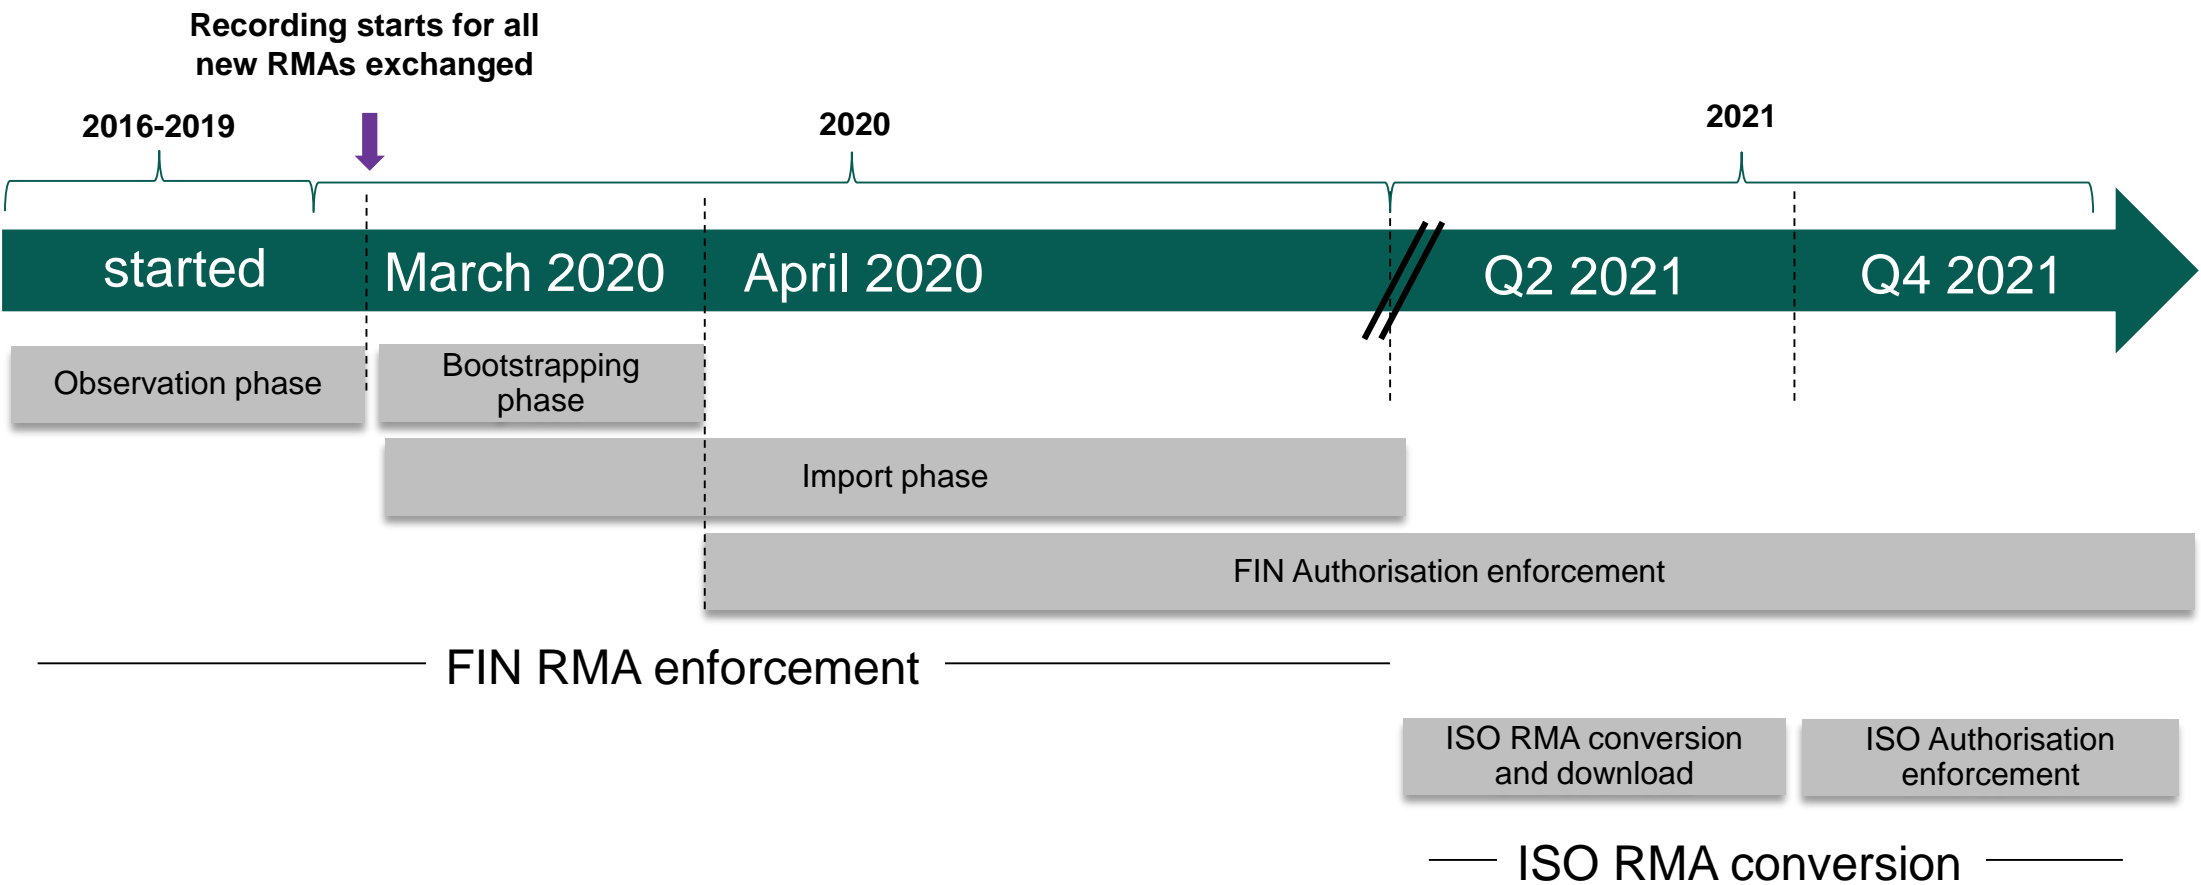 Recording starts for all
new RMAs exchanged
2016-2019
2020
2021
started
March 2020
April 2020
Q2 2021
Q4 2021
Observation phase
Bootstrapping
phase
Import phase
FIN Authorisation enforcement
FIN RMA enforcement
ISO RMA conversion
and download
ISO Authorisation
enforcement
ISO RMA conversion